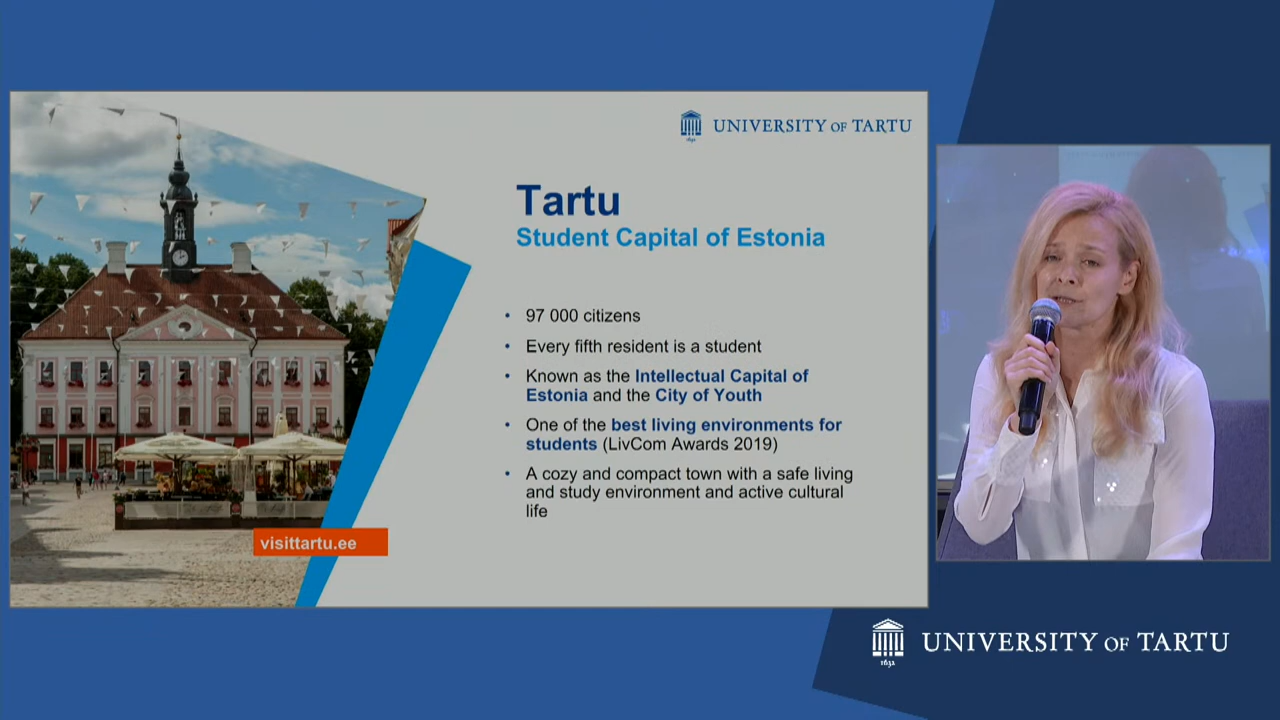 UNIVERSITY OF TARTU
Tartu
Student Capital of Estonia
• 97 000 citizens
• Every fifth resident is a student
• Known as the Intellectual Capital of
Estonia and the City of Youth
• One of the best living environments for
students (LivCom Awards 2019)
• A cozy and compact town with a safe living
and study environment and active cultural
life
visittartu.ee
1632
UNIVERSITY OF TARTU